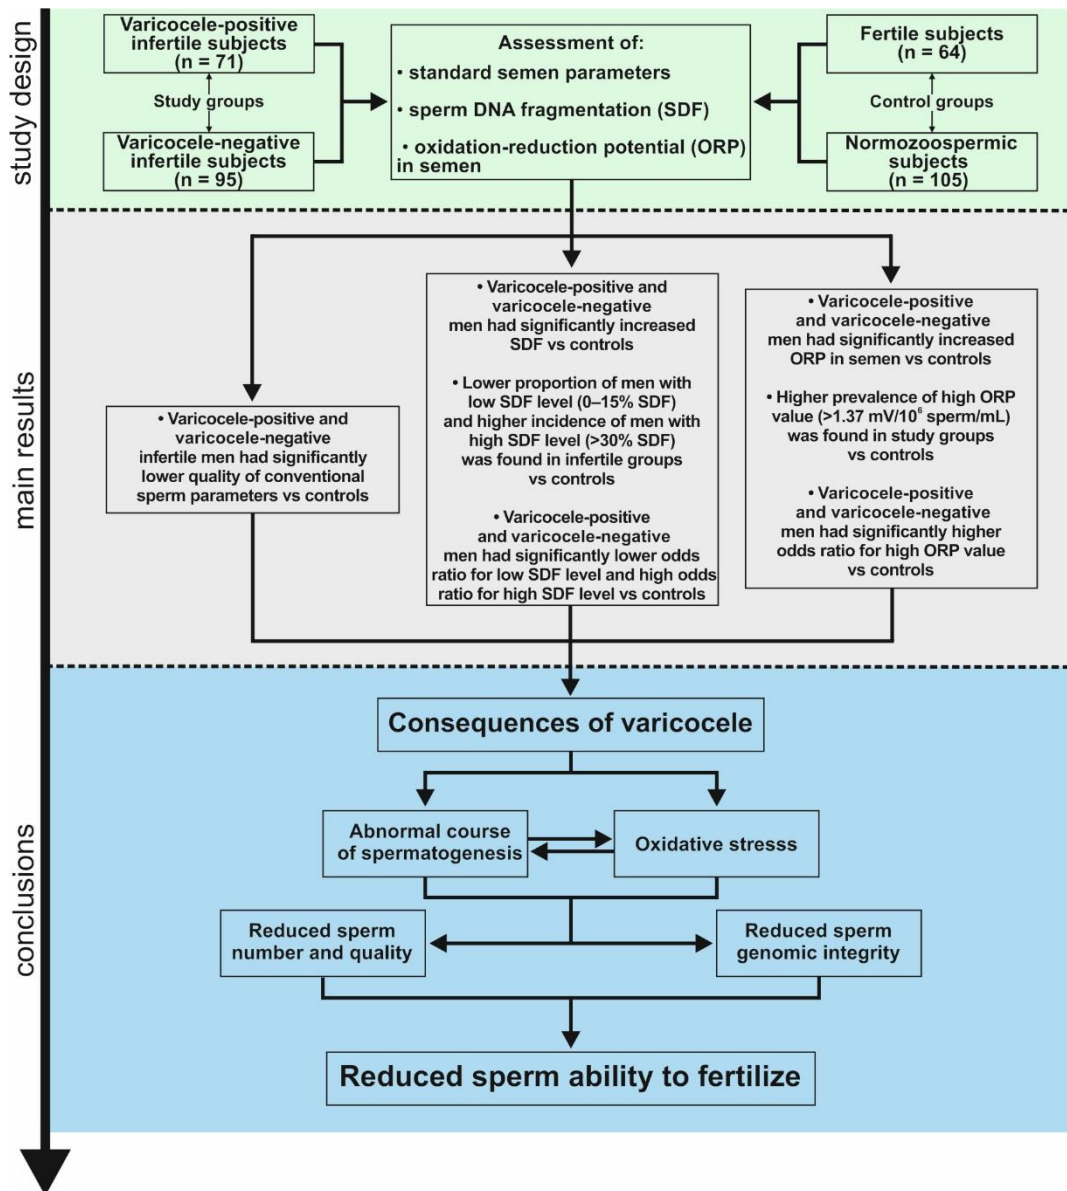 study design
Varicocele-positive
infertile subjects
(n = 71)
Study groups
Varicocele-negative
infertile subjects
(n = 95)
Assessment of:
• standard semen parameters
• sperm DNA fragmentation (SDF)
• oxidation-reduction potential (ORP)
in semen
Fertile subjects
(n = 64)
Control groups
Normozoospermic
subjects
(n = 105)
main results
• Varicocele-positive and
varicocele-negative
infertile men had significantly
lower quality of conventional
sperm parameters vs controls
• Varicocele-positive and
varicocele-negative
men had significantly increased
SDF vs controls
• Lower proportion of men with
low SDF level (0–15% SDF)
and higher incidence of men with
high SDF level (>30% SDF)
was found in infertile groups
vs controls
• Varicocele-positive
and varicocele-negative
men had significantly lower odds
ratio for low SDF level and high odds
ratio for high SDF level vs controls
• Varicocele-positive
and varicocele-negative
men had significantly increased
ORP in semen vs controls
• Higher prevalence of high ORP
value (>1.37 mV/10⁶ sperm/mL)
was found in study groups
vs controls
• Varicocele-positive
and varicocele-negative
men had significantly higher
odds ratio for high ORP value
vs controls
conclusions
Consequences of varicocele
Abnormal course
of spermatogenesis
Oxidative stresss
Reduced sperm
number and quality
Reduced sperm
genomic integrity
Reduced sperm ability to fertilize